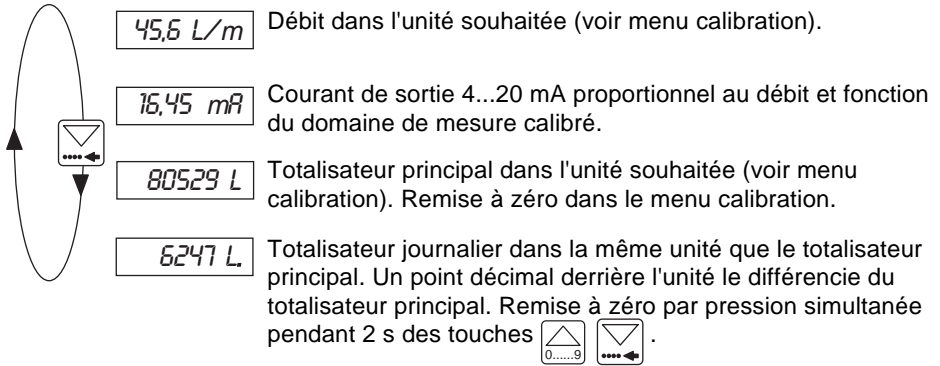 45,6 L/m
Débit dans l'unité souhaitée (voir menu calibration).
16,45 mA
Courant de sortie 4...20 mA proportionnel au débit et fonction
du domaine de mesure calibré.
80529 L
Totalisateur principal dans l'unité souhaitée (voir menu
calibration). Remise à zéro dans le menu calibration.
6247 L.
Totalisateur journalier dans la même unité que le totalisateur
principal. Un point décimal derrière l'unité le différencie du
totalisateur principal. Remise à zéro par pression simultanée
pendant 2 s des touches 0......9 .